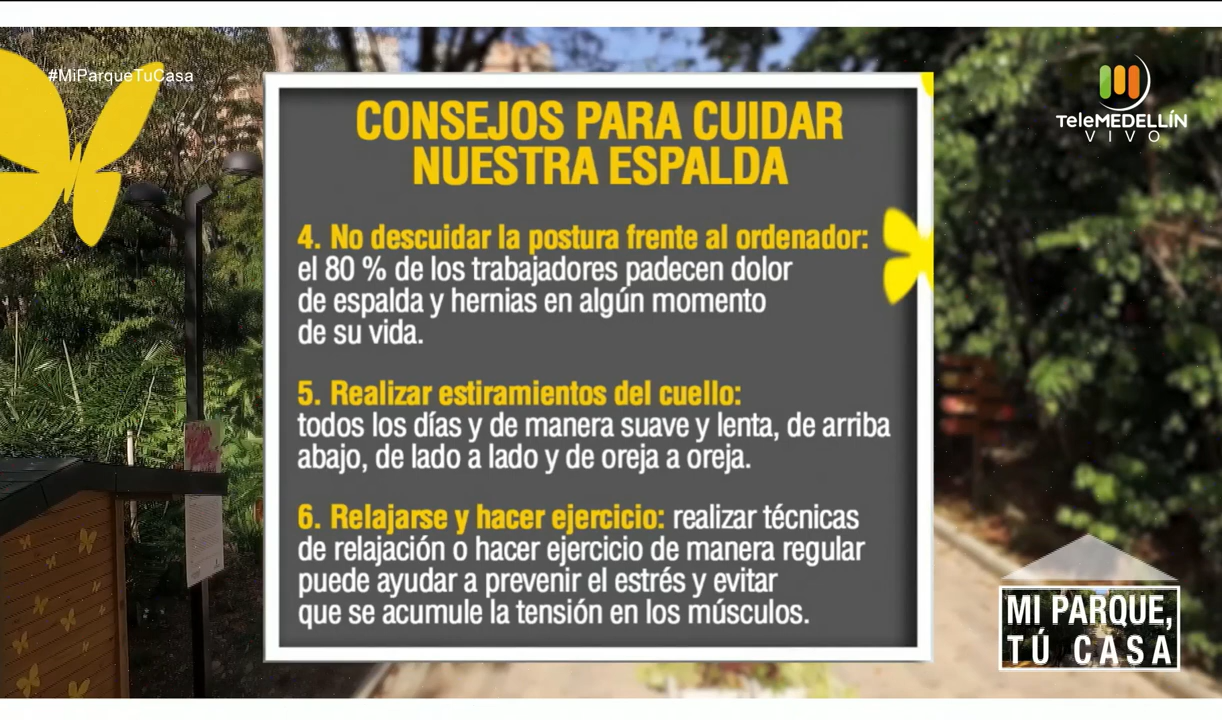 #MiParqueTuCasa
TeleMEDELLÍN
VIVO
CONSEJOS PARA CUIDAR
NUESTRA ESPALDA
4. No descuidar la postura frente al ordenador:
el 80 % de los trabajadores padecen dolor
de espalda y hernias en algún momento
de su vida.
5. Realizar estiramientos del cuello:
todos los días y de manera suave y lenta, de arriba
abajo, de lado a lado y de oreja a oreja.
6. Relajarse y hacer ejercicio: realizar técnicas
de relajación o hacer ejercicio de manera regular
puede ayudar a prevenir el estrés y evitar
que se acumule la tensión en los músculos.
MI PARQUE,
TÚ CASA